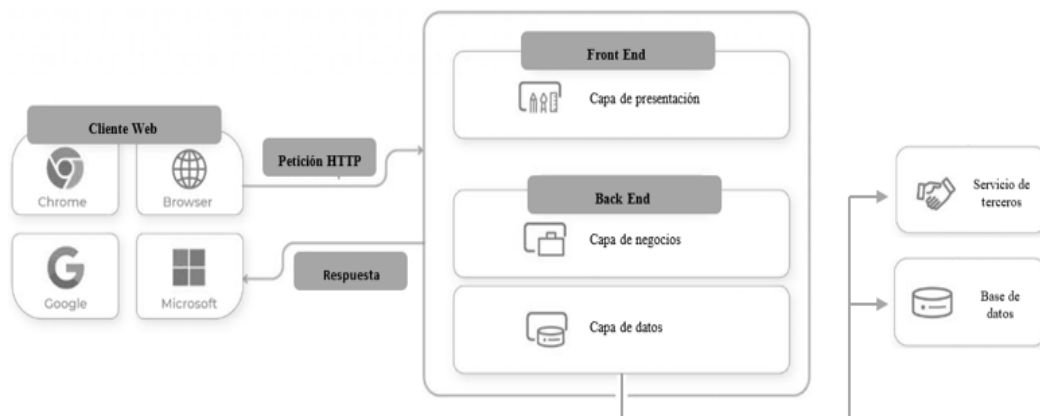 Front End
Capa de presentación
Cliente Web
Petición HTTP
Chrome
Browser
Back End
Capa de negocios
Servicio de
terceros
Respuesta
Google
Microsoft
Capa de datos
Base de
datos